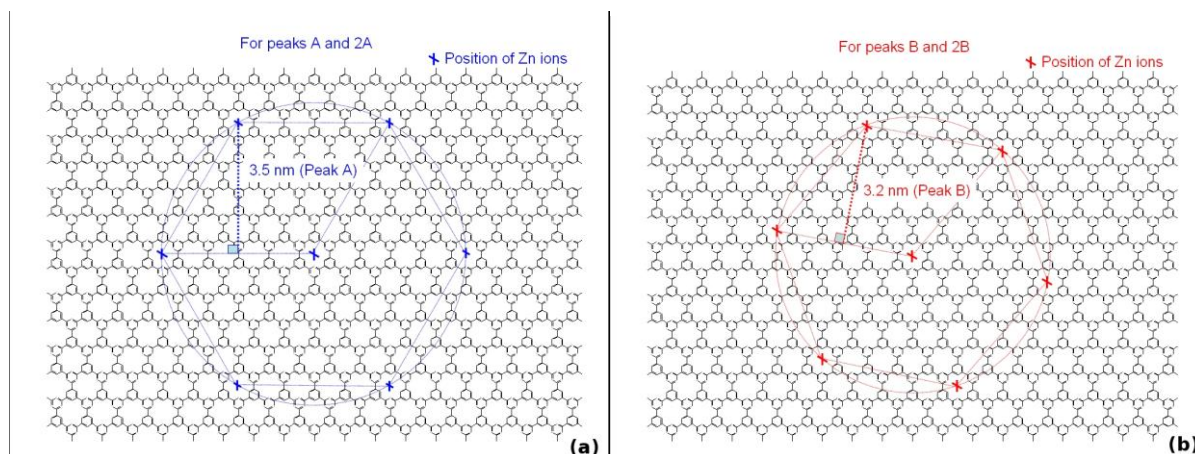 For peaks A and 2A
Position of Zn ions
3.5 nm (Peak A)
(a)
For peaks B and 2B
Position of Zn ions
3.2 nm (Peak B)
(b)